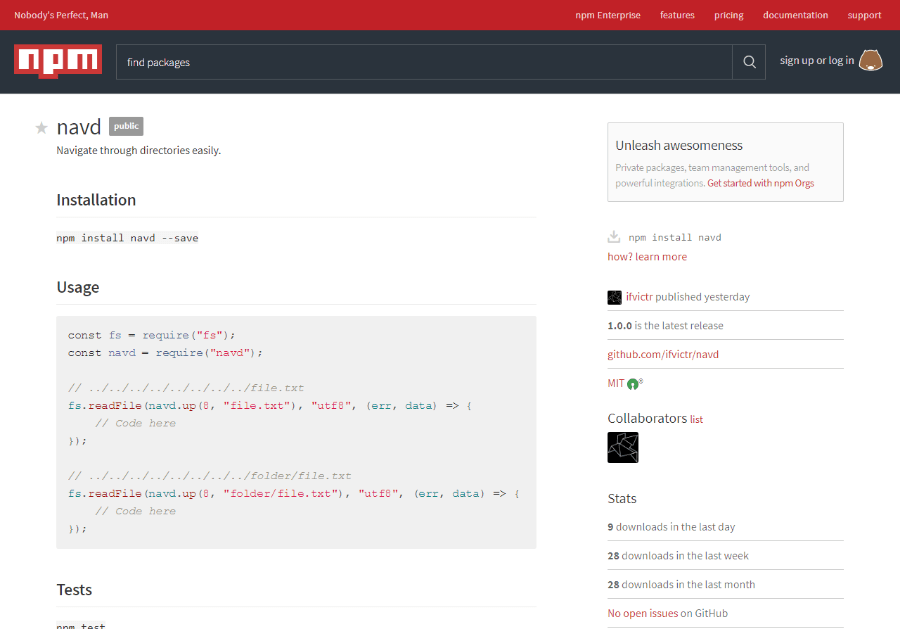 Nobody's Perfect, Man
npm Enterprise features pricing documentation support
npm
find packages
sign up or log in
navd public
Navigate through directories easily.
Installation
npm install navd --save
Usage
const fs = require("fs");
const navd = require("navd");
// ../../../../../../../../file.txt
fs.readFile(navd.up(8, "file.txt"), "utf8", (err, data) => {
// Code here
});
// ../../../../../../../../folder/file.txt
fs.readFile(navd.up(8, "folder/file.txt"), "utf8", (err, data) => {
// Code here
});
Tests
npm test
Unleash awesomeness
Private packages, team management tools, and
powerful integrations. Get started with npm Orgs
npm install navd
how? learn more
ifvictr published yesterday
1.0.0 is the latest release
github.com/ifvictr/navd
MIT
Collaborators list
Stats
9 downloads in the last day
28 downloads in the last week
28 downloads in the last month
No open issues on GitHub